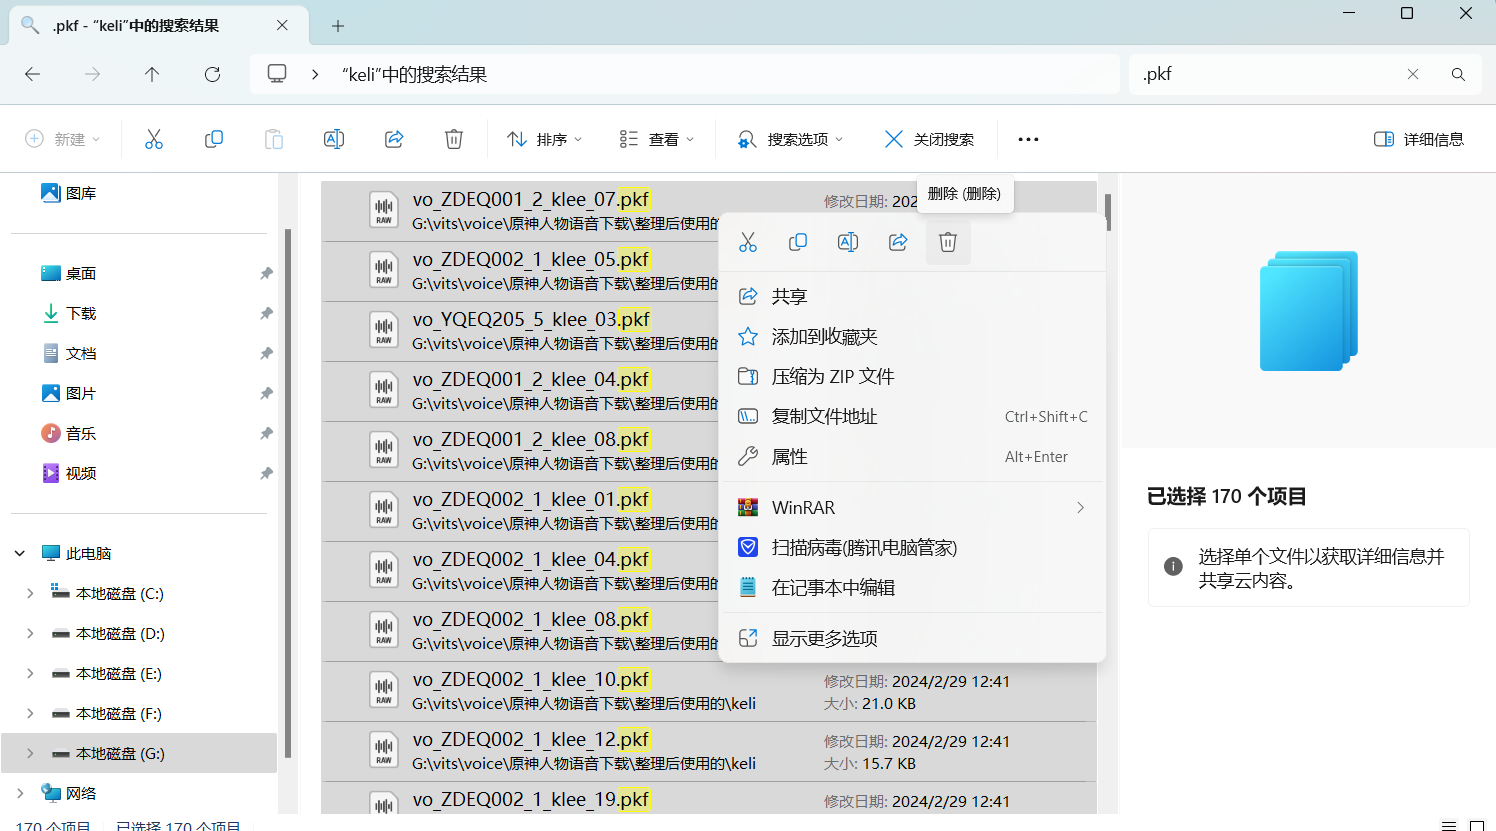 .pkf - “keli”中的搜索结果
“keli”中的搜索结果
.pkf
新建
排序
查看
搜索选项
关闭搜索
详细信息
图库
桌面
下载
文档
图片
音乐
视频
此电脑
本地磁盘 (C:)
本地磁盘 (D:)
本地磁盘 (E:)
本地磁盘 (F:)
本地磁盘 (G:)
网络
170 个项目
已选择 170 个项目
vo_ZDEQ001_2_klee_07.pkf
修改日期: 202
RAW
G:\vits\voice\原神人物语音下载\整理后使用的
vo_ZDEQ002_1_klee_05.pkf
RAW
G:\vits\voice\原神人物语音下载\整理后使用的
vo_YQEQ205_5_klee_03.pkf
RAW
G:\vits\voice\原神人物语音下载\整理后使用的
vo_ZDEQ001_2_klee_04.pkf
RAW
G:\vits\voice\原神人物语音下载\整理后使用的
vo_ZDEQ001_2_klee_08.pkf
RAW
G:\vits\voice\原神人物语音下载\整理后使用的
vo_ZDEQ002_1_klee_01.pkf
RAW
G:\vits\voice\原神人物语音下载\整理后使用的
vo_ZDEQ002_1_klee_04.pkf
RAW
G:\vits\voice\原神人物语音下载\整理后使用的
vo_ZDEQ002_1_klee_08.pkf
RAW
G:\vits\voice\原神人物语音下载\整理后使用的
vo_ZDEQ002_1_klee_10.pkf
修改日期: 2024/2/29 12:41
RAW
G:\vits\voice\原神人物语音下载\整理后使用的\keli
大小: 21.0 KB
vo_ZDEQ002_1_klee_12.pkf
修改日期: 2024/2/29 12:41
RAW
G:\vits\voice\原神人物语音下载\整理后使用的\keli
大小: 15.7 KB
vo_ZDEQ002_1_klee_19.pkf
修改日期: 2024/2/29 12:41
删除 (删除)
共享
添加到收藏夹
压缩为 ZIP 文件
复制文件地址
Ctrl+Shift+C
属性
Alt+Enter
WinRAR
扫描病毒(腾讯电脑管家)
在记事本中编辑
显示更多选项
已选择 170 个项目
选择单个文件以获取详细信息并
共享云内容。